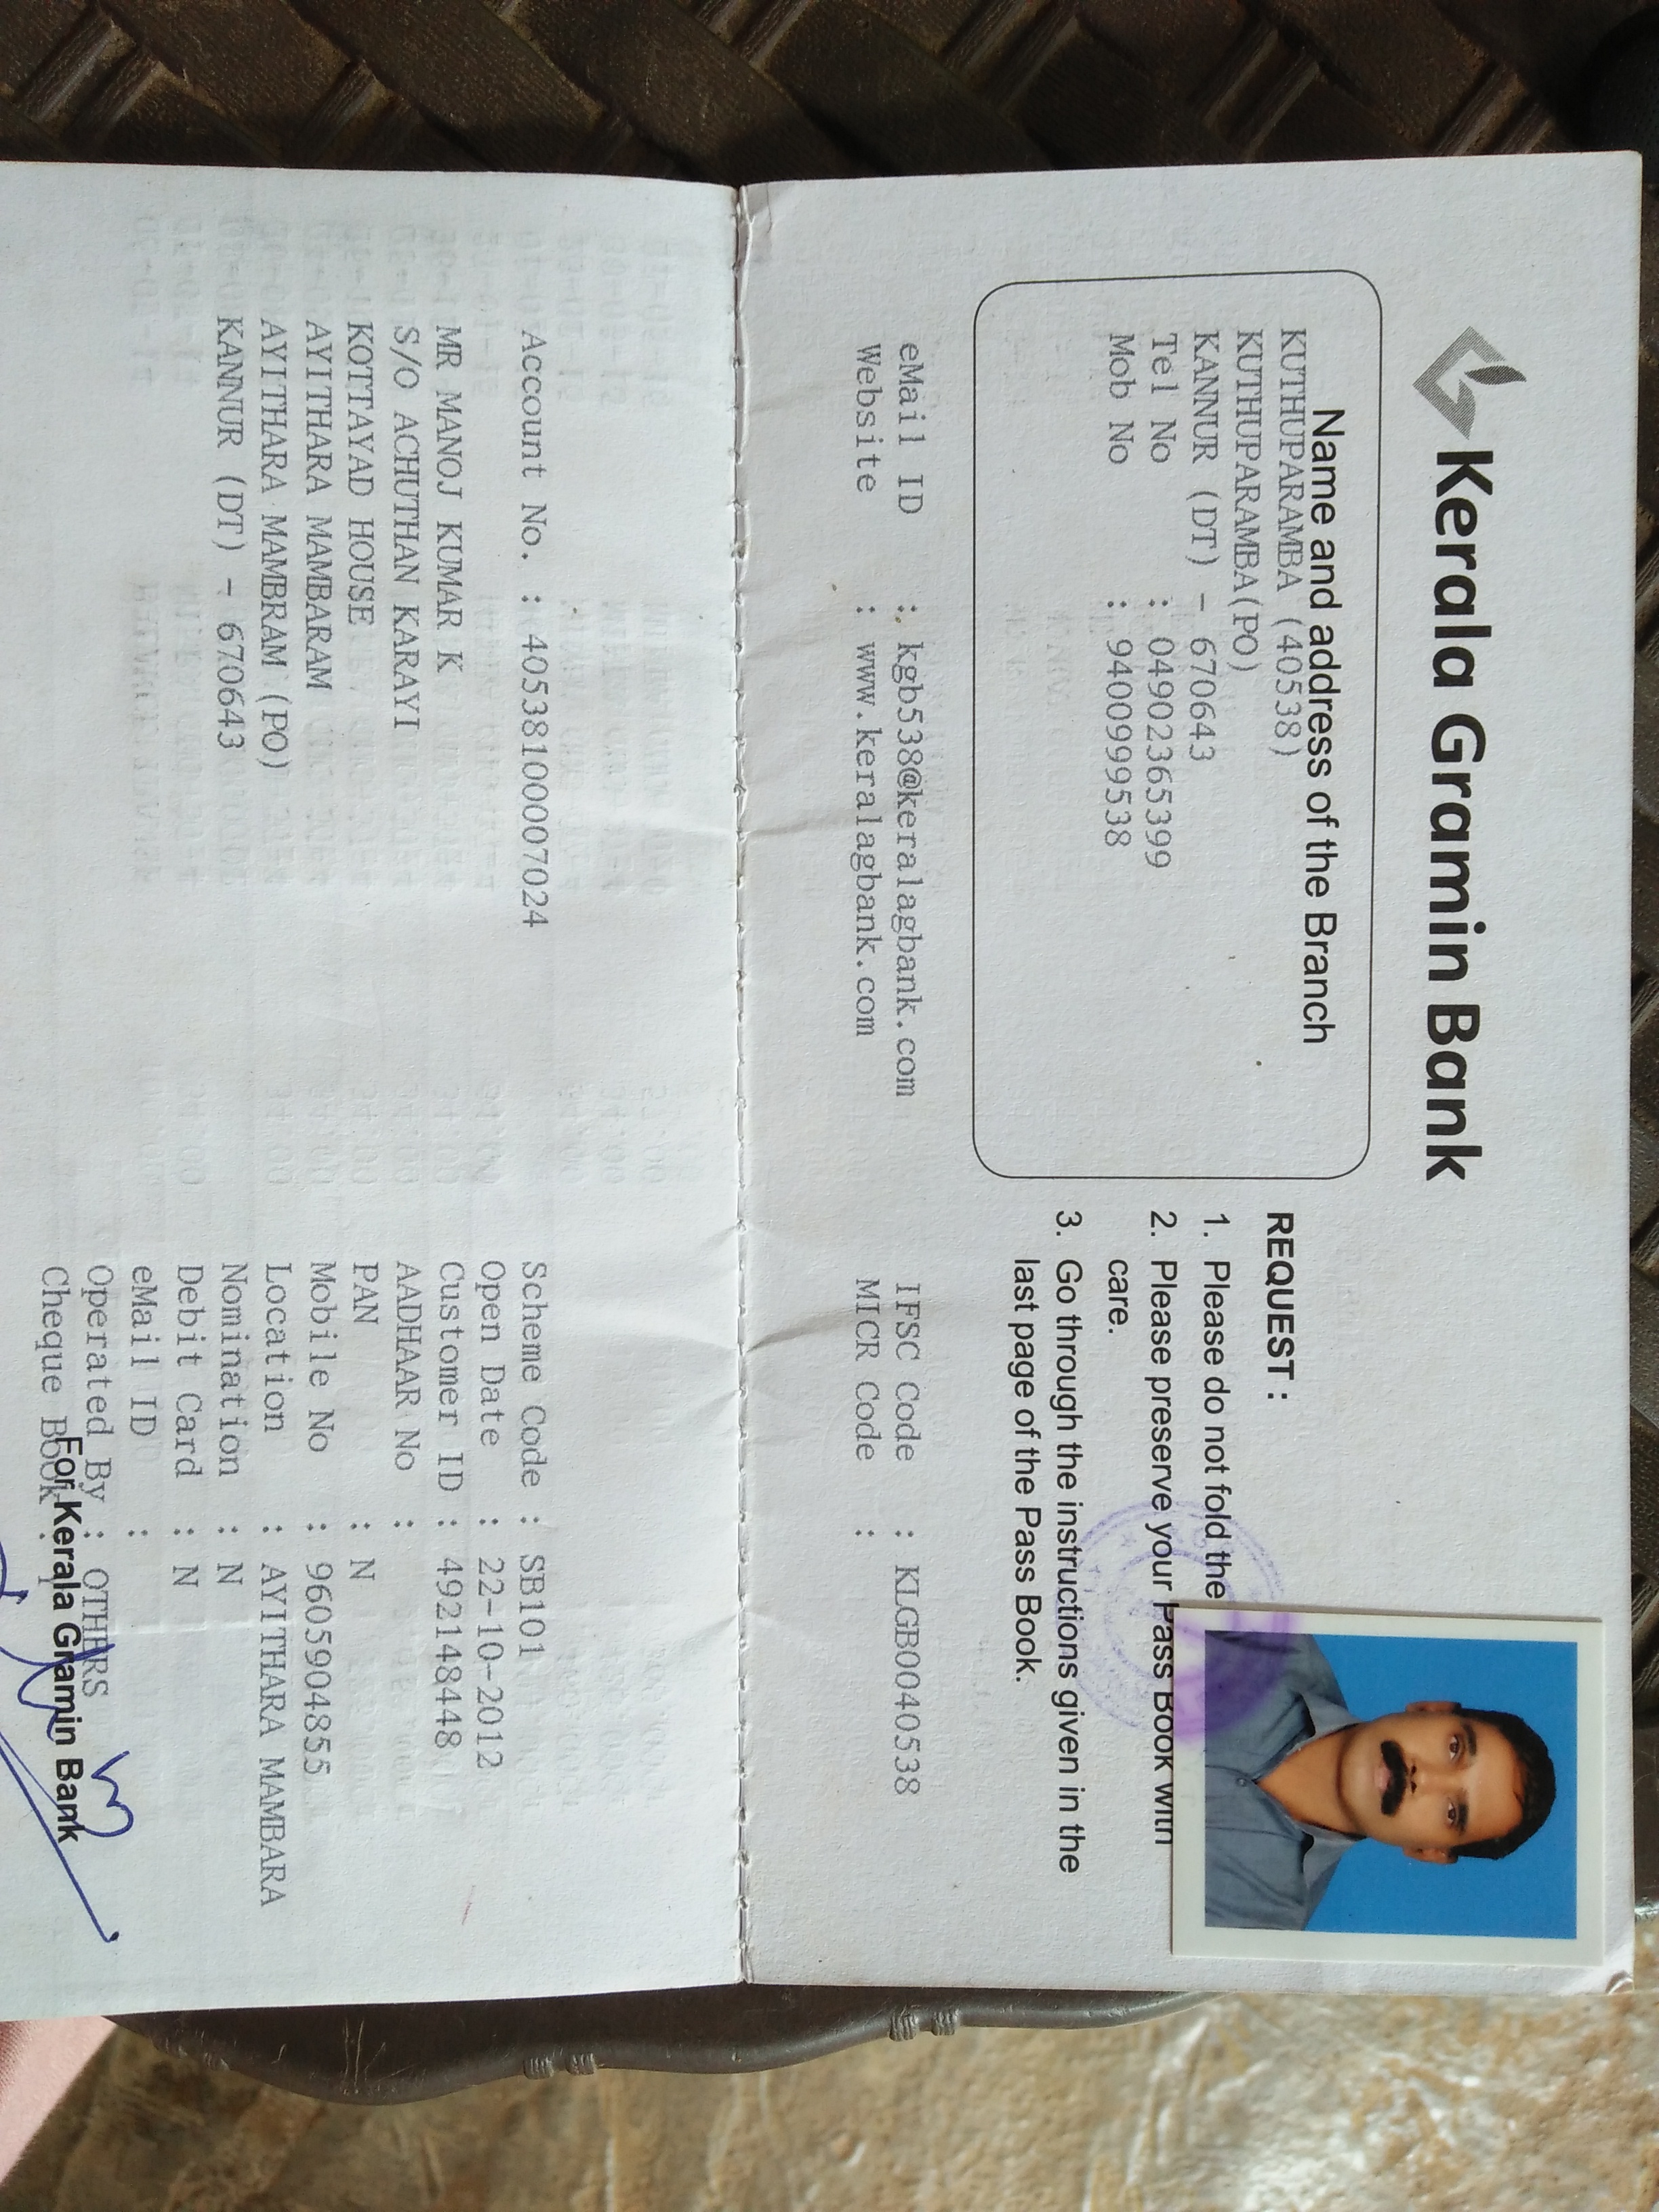 Kerala Gramin Bank
Name and address of the Branch
KUTHUPARAMBA (40538)
KUTHUPARAMBA(PO)
KANNUR (DT) - 670643
Tel No : 04902365399
Mob No : 9400999538
REQUEST :
1. Please do not fold the
2. Please preserve your Pass Book with
care.
3. Go through the instructions given in the
last page of the Pass Book.
eMail ID : kgb538@keralagbank.com IFSC Code : KLGB0040538
Website : www.keralagbank.com MICR Code :
Account No. : 40538100007024 Scheme Code : SB101
Open Date : 22-10-2012
MR MANOJ KUMAR K Customer ID : 492148448
S/O ACHUTHAN KARAYI AADHAAR No :
KOTTAYAD HOUSE PAN : N
AYITHARA MAMBARAM Mobile No : 9605904855
AYITHARA MAMBRAM (PO) Location : AYITHARA MAMBARA
KANNUR (DT) - 670643 Nomination : N
Debit Card : N
eMail ID :
Operated By : OTHERS
Cheque Book :
For Kerala Gramin Bank